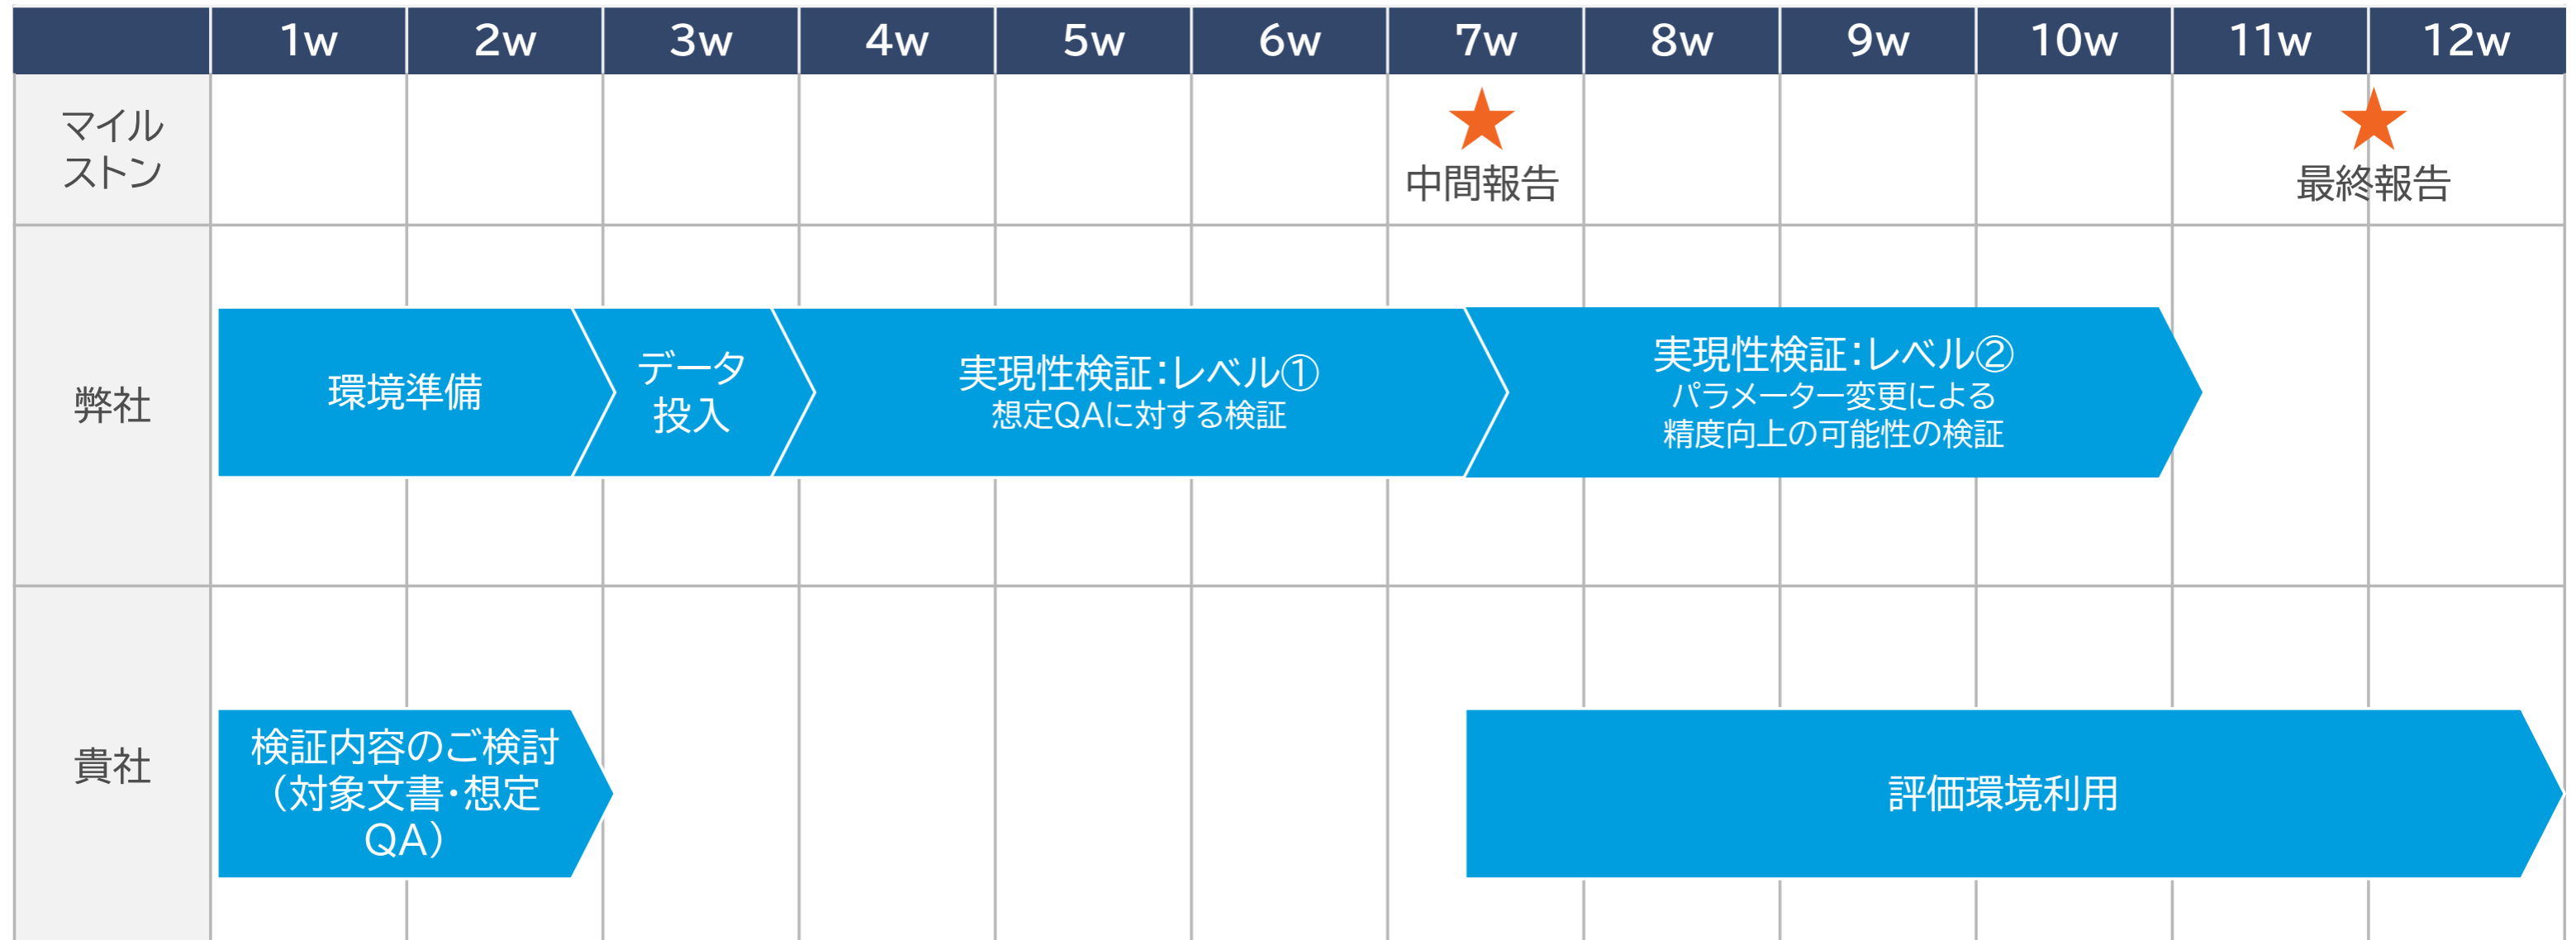 1w 2w 3w 4w 5w 6w 7w 8w 9w 10w 11w 12w
マイル
ストン
中間報告
最終報告
弊社
環境準備
データ
投入
実現性検証：レベル①
想定QAに対する検証
実現性検証：レベル②
パラメーター変更による
精度向上の可能性の検証
貴社
検証内容のご検討
（対象文書・想定
QA）
評価環境利用